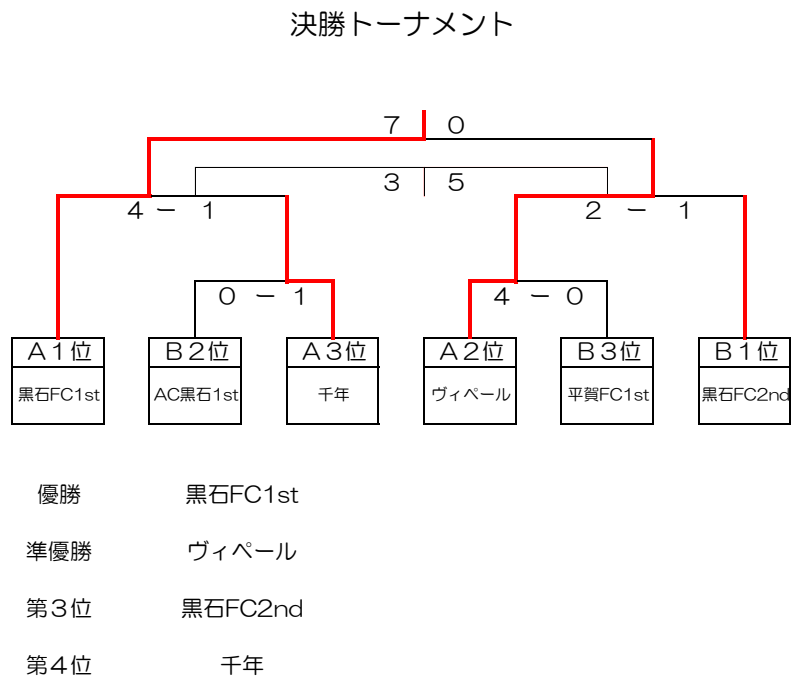 決勝トーナメント
7 0
3 5
4 － 1 2 － 1
0 － 1 4 － 0
A1位 B2位 A3位 A2位 B3位 B1位
黒石FC1st AC黒石1st 千年 ヴィペール 平賀FC1st 黒石FC2nd
優勝 黒石FC1st
準優勝 ヴィペール
第3位 黒石FC2nd
第4位 千年